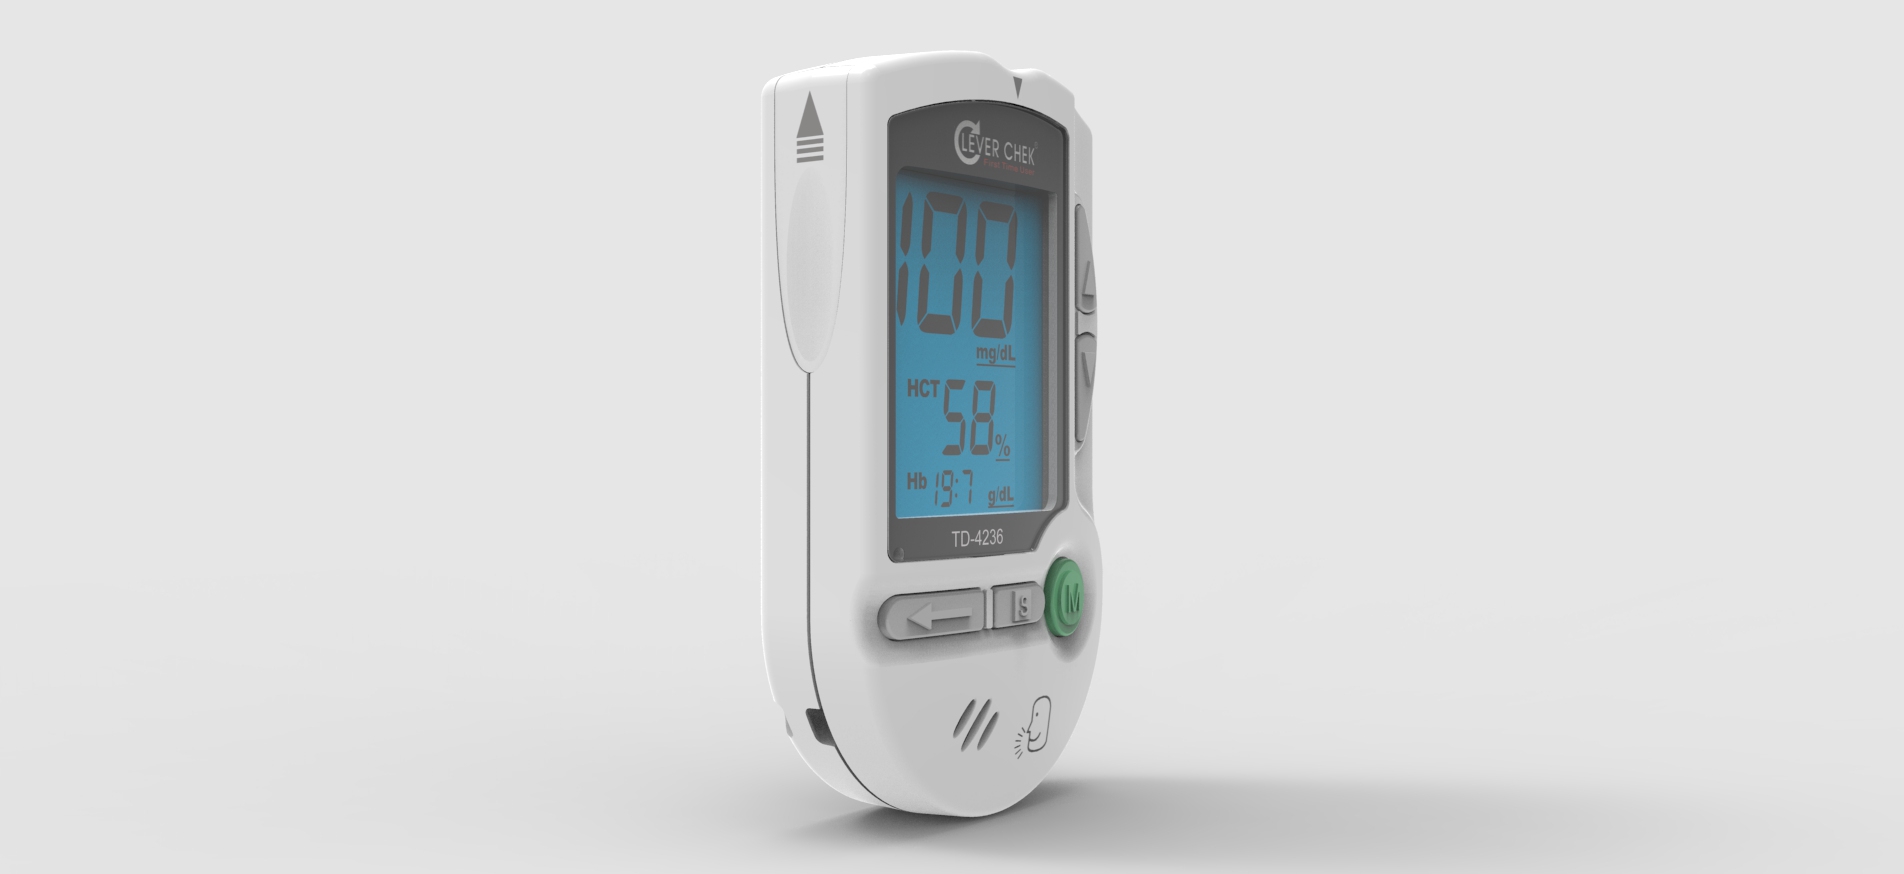 CLEVER CHEK
100
mg/dL
HCT 58 %
Hb 19:7 g/dL
TD-4236
S
M